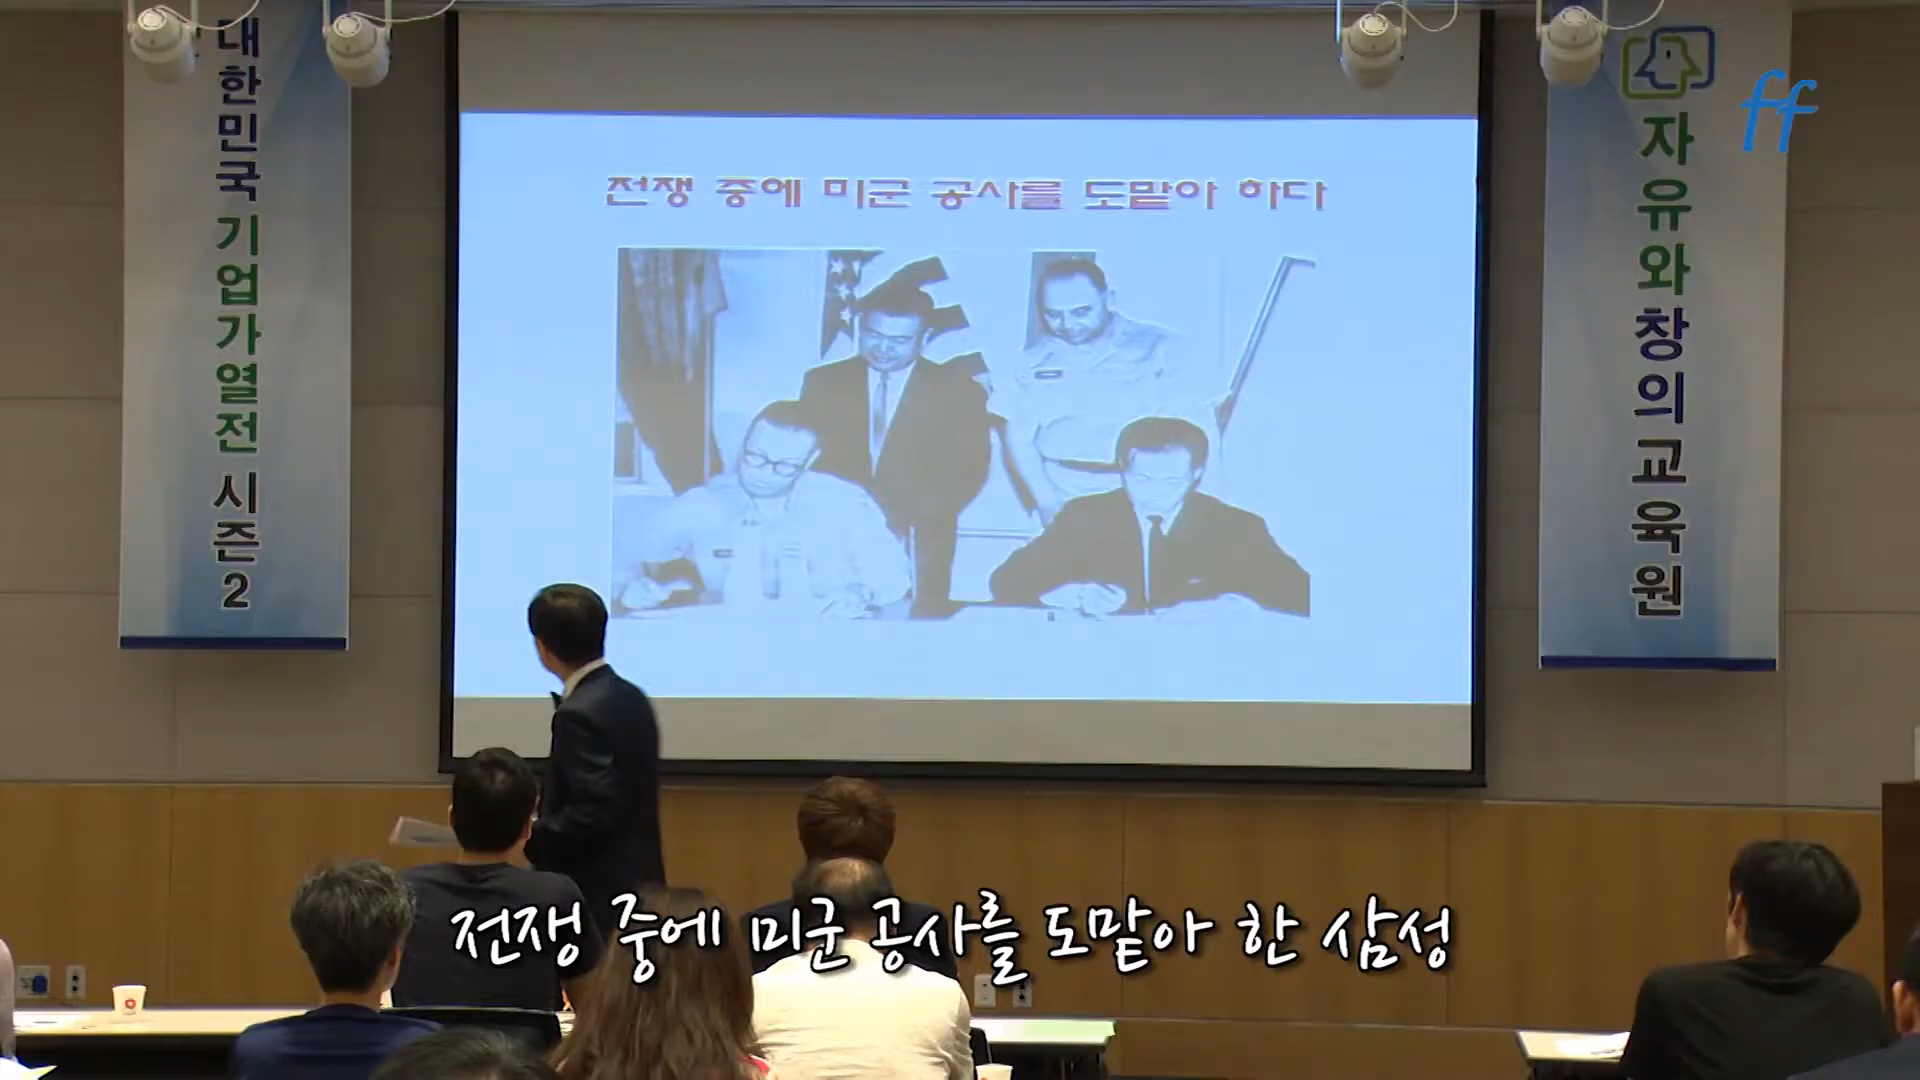 대한민국 기업가열전 시즌2
자유와창의교육원
ff
전쟁 중에 미군 공사를 도맡아 하다
전쟁 중에 미군 공사를 도맡아 한 삼성